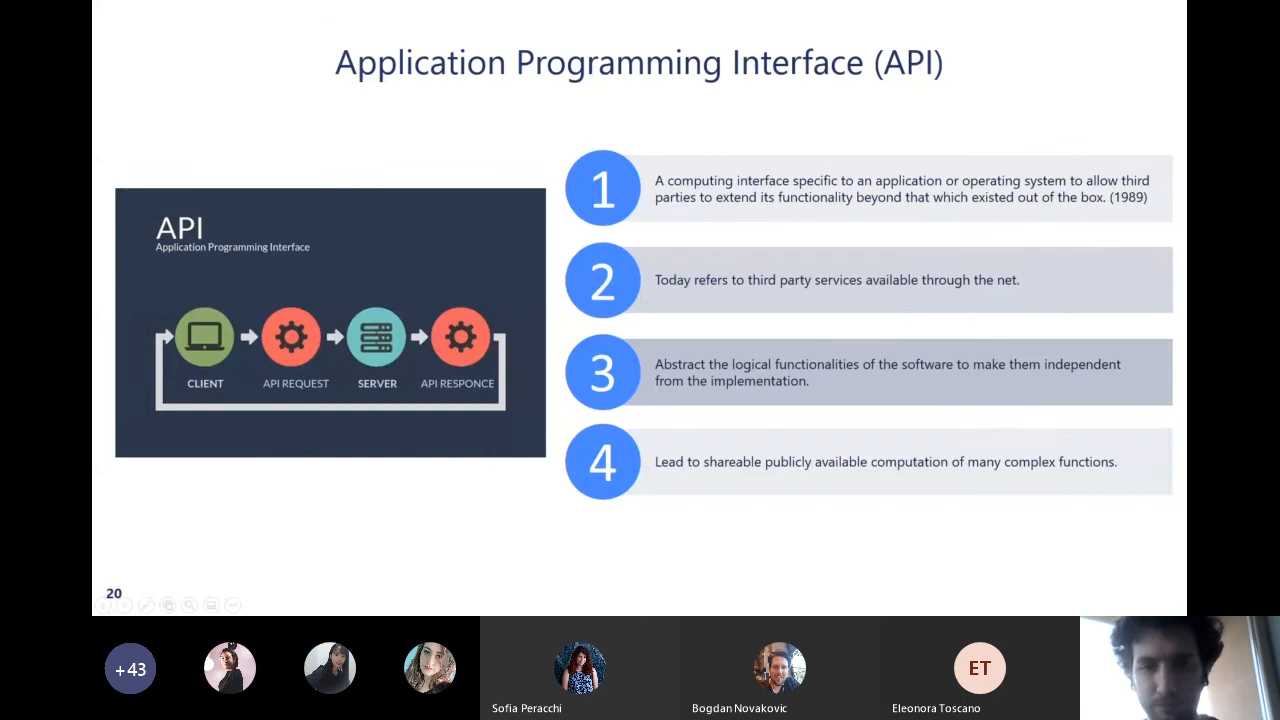 Application Programming Interface (API)
API
Application Programming Interface
CLIENT
API REQUEST
SERVER
API RESPONCE
1
A computing interface specific to an application or operating system to allow third
parties to extend its functionality beyond that which existed out of the box. (1989)
2
Today refers to third party services available through the net.
3
Abstract the logical functionalities of the software to make them independent
from the implementation.
4
Lead to shareable publicly available computation of many complex functions.
20
+43
Sofia Peracchi
Bogdan Novakovic
ET
Eleonora Toscano